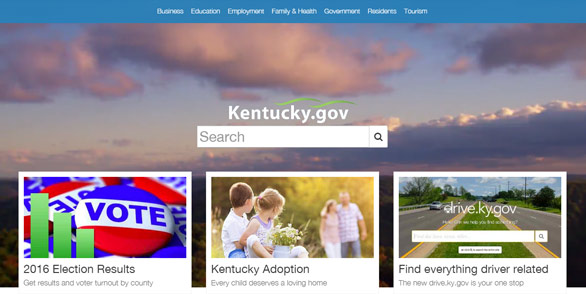 Business Education Employment Family & Health Government Residents Tourism
Kentucky.gov
Search
VOTE
drive.ky.gov
How can we help you find a service?
2016 Election Results
Get results and voter turnout by county
Kentucky Adoption
Every child deserves a loving home
Find everything driver related
The new drive.ky.gov is your one stop